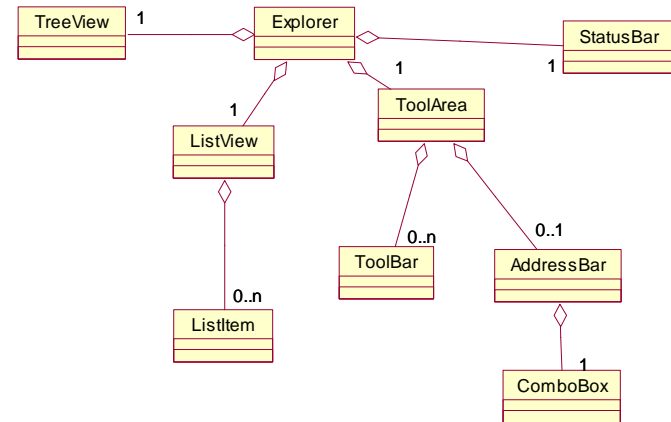 TreeView
1
Explorer
StatusBar
1
1
ToolArea
1
ListView
0..n
0..1
ToolBar
AddressBar
0..n
ListItem
1
ComboBox